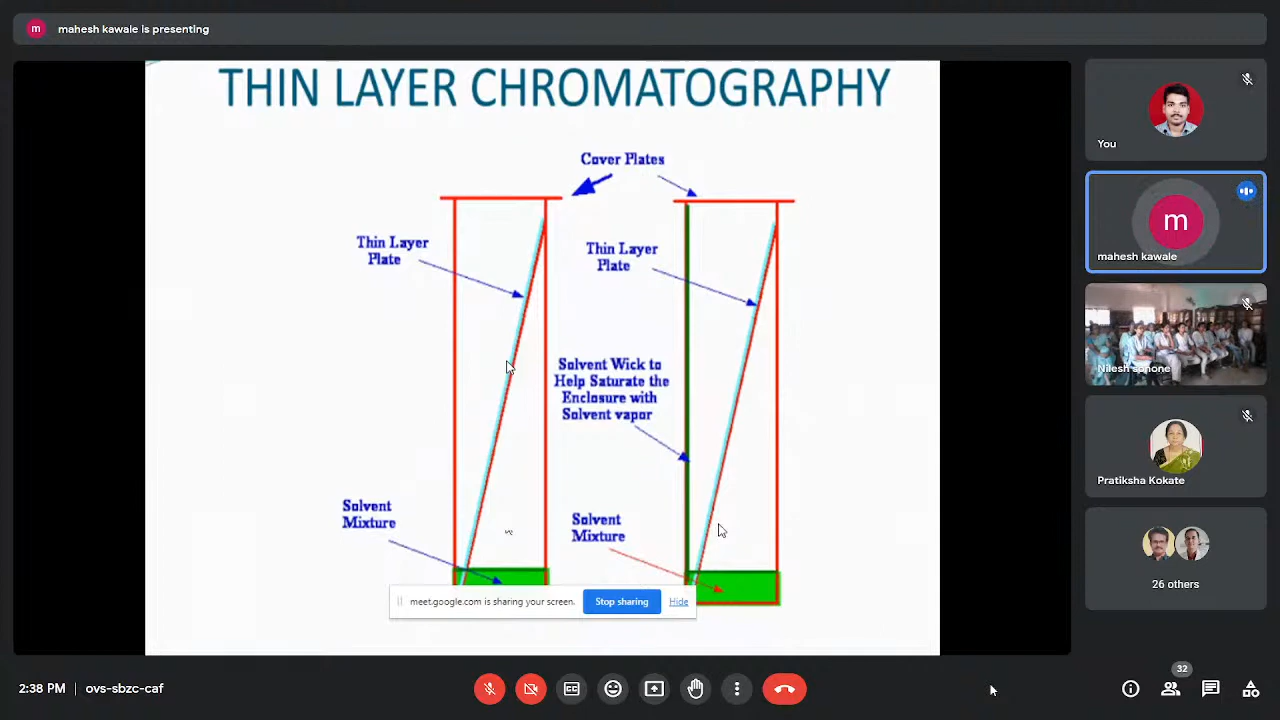 m mahesh kawale is presenting
THIN LAYER CHROMATOGRAPHY
Cover Plates
Thin Layer
Plate
Thin Layer
Plate
Solvent Wick to
Help Saturate the
Enclosure with
Solvent vapor
Solvent
Mixture
Solvent
Mixture
meet.google.com is sharing your screen. Stop sharing Hide
You
m
mahesh kawale
Nilesh sonone
Pratiksha Kokate
26 others
2:38 PM | ovs-sbzc-caf
32